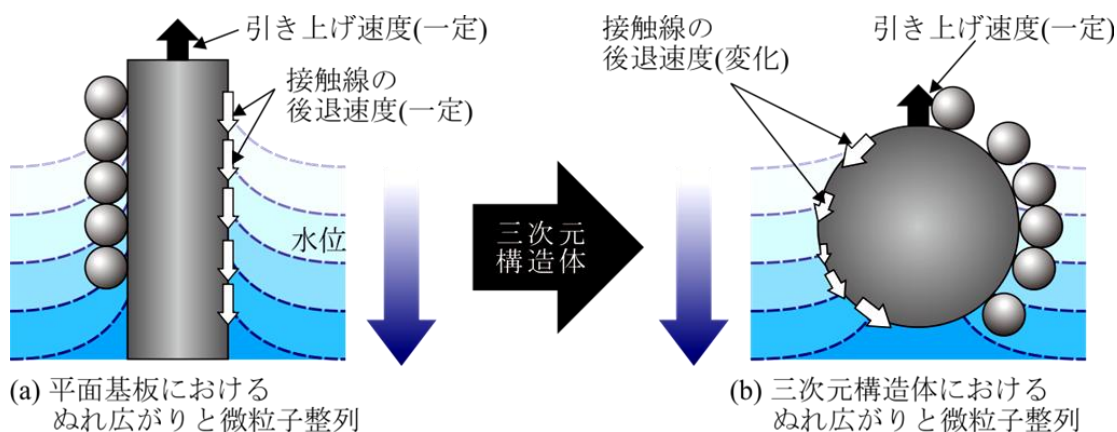 引き上げ速度(一定)
接触線の
後退速度(一定)
水位
(a) 平面基板における
ぬれ広がりと微粒子整列
三次元
構造体
接触線の
後退速度(変化)
引き上げ速度(一定)
(b) 三次元構造体における
ぬれ広がりと微粒子整列